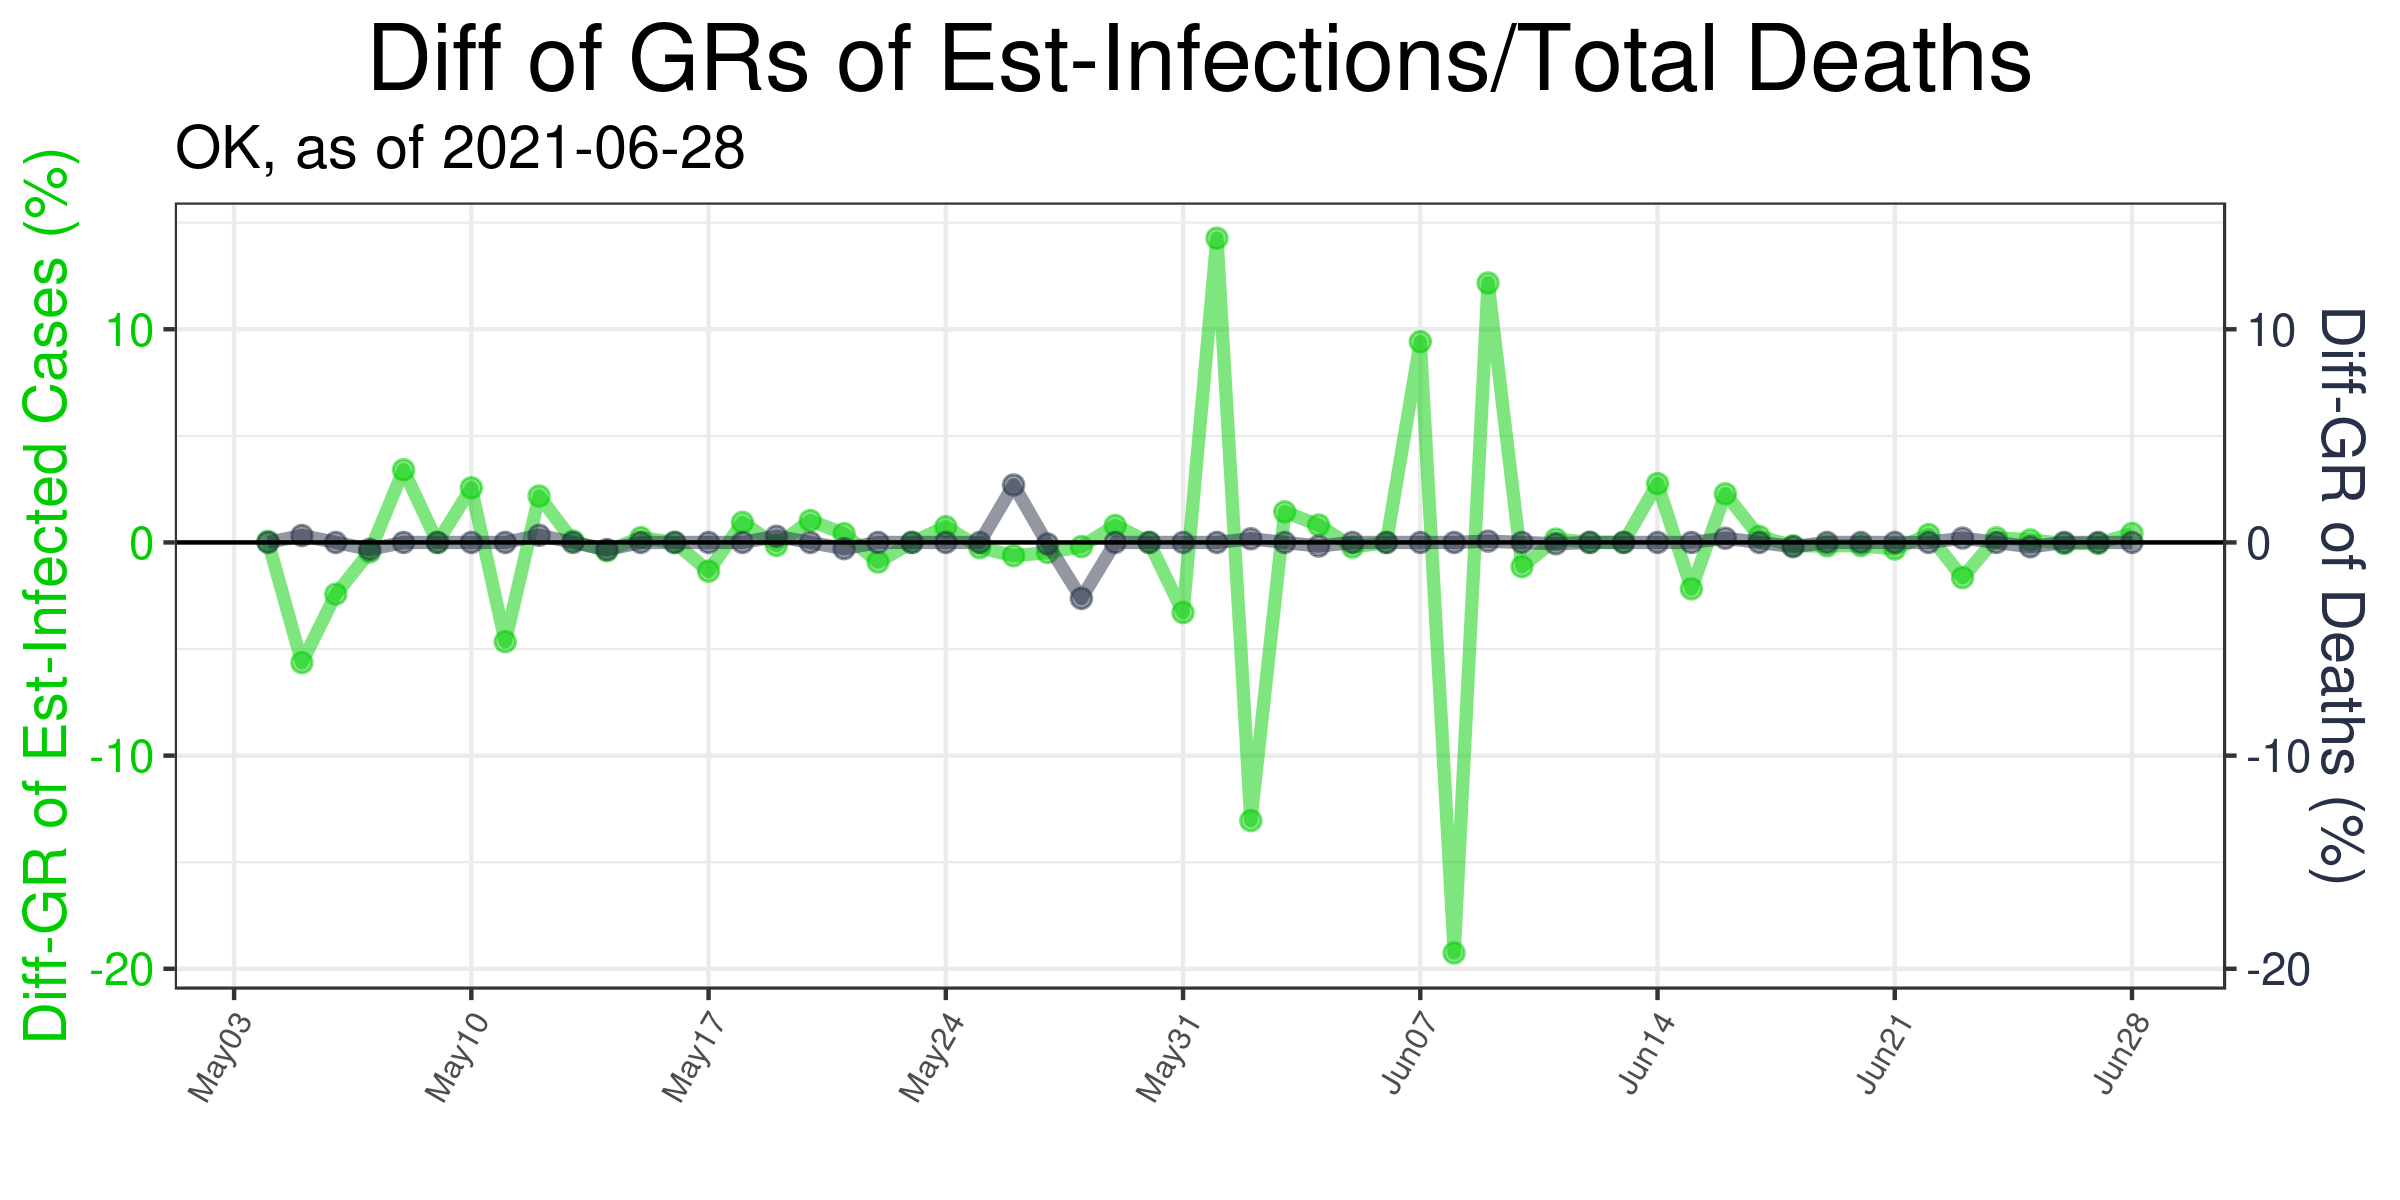 Diff of GRs of Est-Infections/Total Deaths
OK, as of 2021-06-28
Diff-GR of Est-Infected Cases (%)
10
0
-10
-20
10
0
-10
-20
Diff-GR of Deaths (%)
May03
May10
May17
May24
May31
Jun07
Jun14
Jun21
Jun28